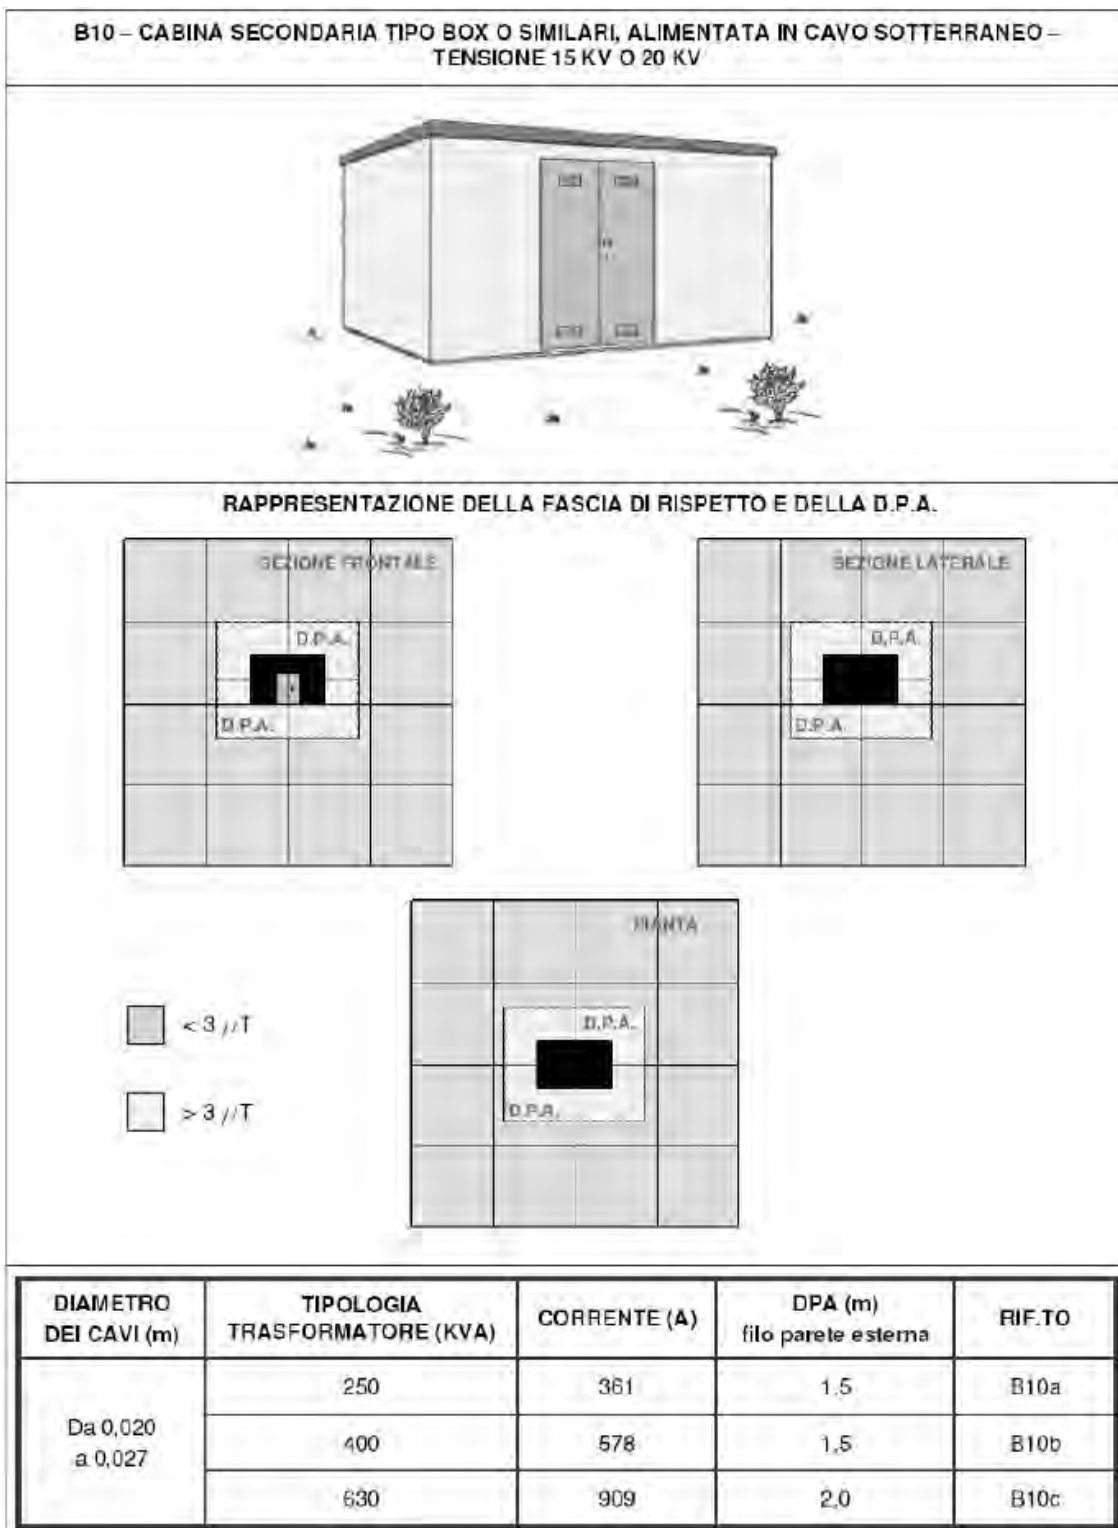 B10 – CABINA SECONDARIA TIPO BOX O SIMILARI, ALIMENTATA IN CAVO SOTTERRANEO –
TENSIONE 15 KV O 20 KV
RAPPRESENTAZIONE DELLA FASCIA DI RISPETTO E DELLA D.P.A.
SEZIONE FRONTALE
D.P.A.
D.P.A.
SEZIONE LATERALE
D.P.A.
D.P.A.
PIANTA
D.P.A.
D.P.A.
< 3 µT
> 3 µT
DIAMETRO
DEI CAVI (m)
TIPOLOGIA
TRASFORMATORE (KVA)
CORRENTE (A)
DPA (m)
filo parete esterna
RIF.TO
Da 0,020
a 0,027
250
361
1,5
B10a
400
578
1,5
B10b
630
909
2,0
B10c